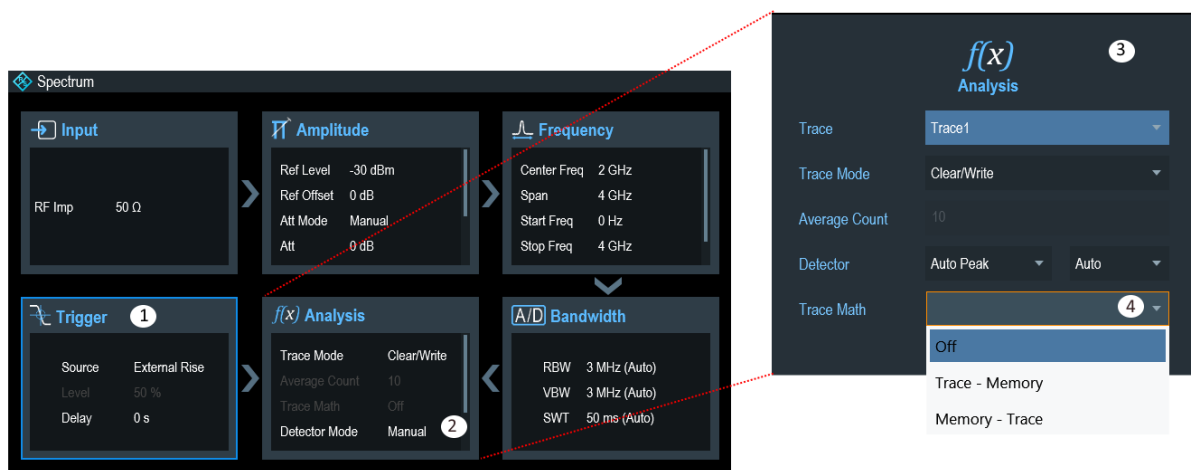 Spectrum
Input
RF Imp 50 Ω
Amplitude
Ref Level -30 dBm
Ref Offset 0 dB
Att Mode Manual
Att 0 dB
Frequency
Center Freq 2 GHz
Span 4 GHz
Start Freq 0 Hz
Stop Freq 4 GHz
Trigger 1
Source External Rise
Level 50 %
Delay 0 s
f(x) Analysis
Trace Mode Clear/Write
Average Count 10
Trace Math Off
Detector Mode Manual 2
A/D Bandwidth
RBW 3 MHz (Auto)
VBW 3 MHz (Auto)
SWT 50 ms (Auto)
f(x) 3
Analysis
Trace Trace1
Trace Mode Clear/Write
Average Count 10
Detector Auto Peak Auto
Trace Math 4
Off
Trace - Memory
Memory - Trace